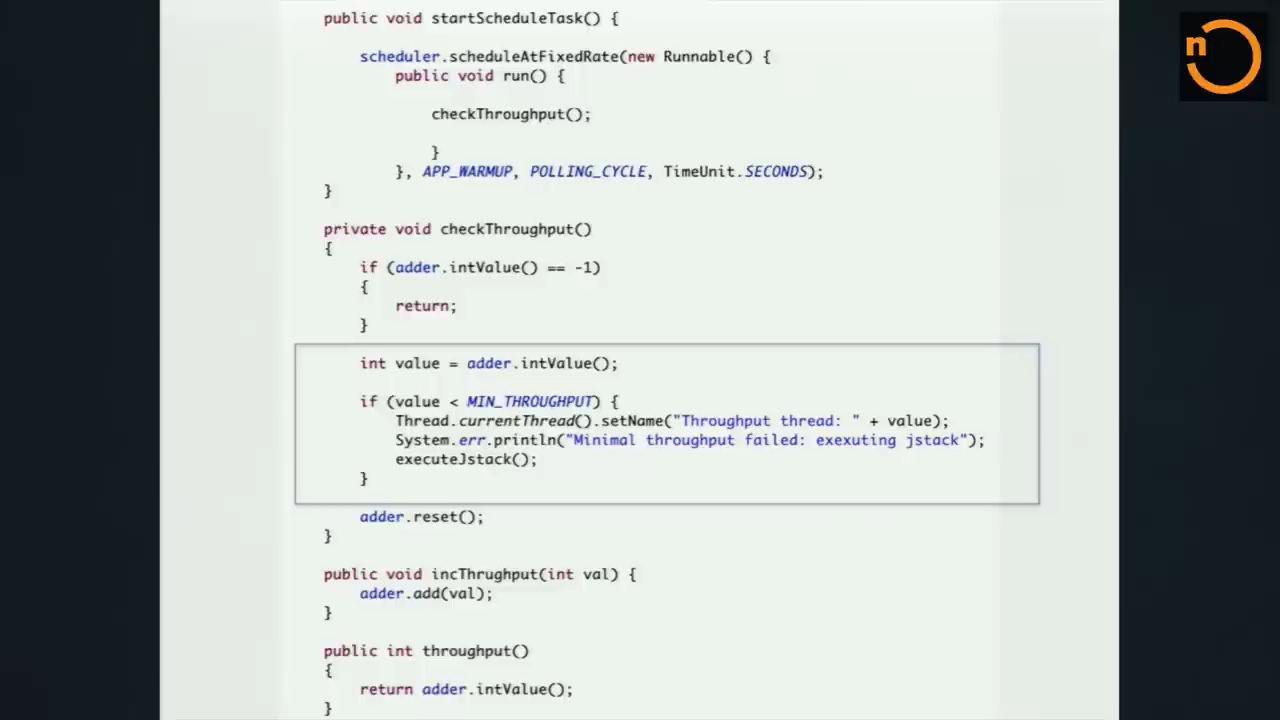 n
public void startScheduleTask() {
scheduler.scheduleAtFixedRate(new Runnable() {
public void run() {
checkThroughput();
}
}, APP_WARMUP, POLLING_CYCLE, TimeUnit.SECONDS);
}
private void checkThroughput()
{
if (adder.intValue() == -1)
{
return;
}
int value = adder.intValue();
if (value < MIN_THROUGHPUT) {
Thread.currentThread().setName("Throughput thread: " + value);
System.err.println("Minimal throughput failed: exexuting jstack");
executeJstack();
}
adder.reset();
}
public void incThrughput(int val) {
adder.add(val);
}
public int throughput()
{
return adder.intValue();
}